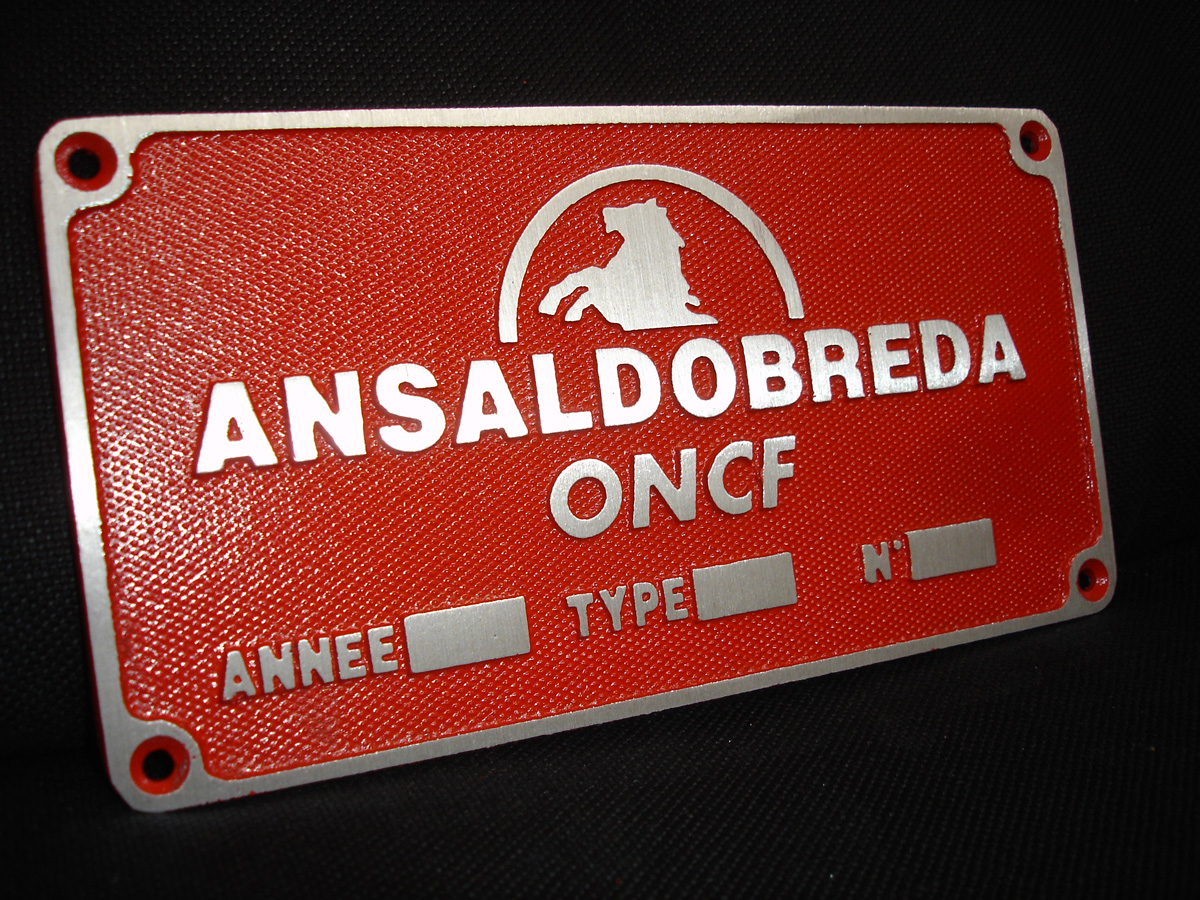 ANSALDOBREDA
ONCF
ANNEE TYPE N°